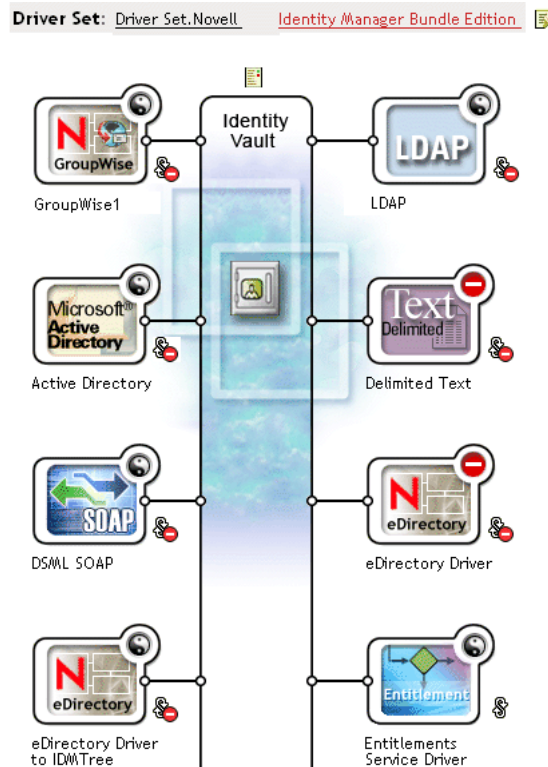 Driver Set: Driver Set.Novell Identity Manager Bundle Edition
Identity
Vault
N
GroupWise
GroupWise1
LDAP
LDAP
Microsoft®
Active
Directory
Active Directory
Text
Delimited
Delimited Text
SOAP
DSML SOAP
N
eDirectory
eDirectory Driver
N
eDirectory
eDirectory Driver
to IDMTree
Entitlement
Entitlements
Service Driver